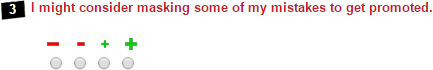 3 I might consider masking some of my mistakes to get promoted.
- - + +